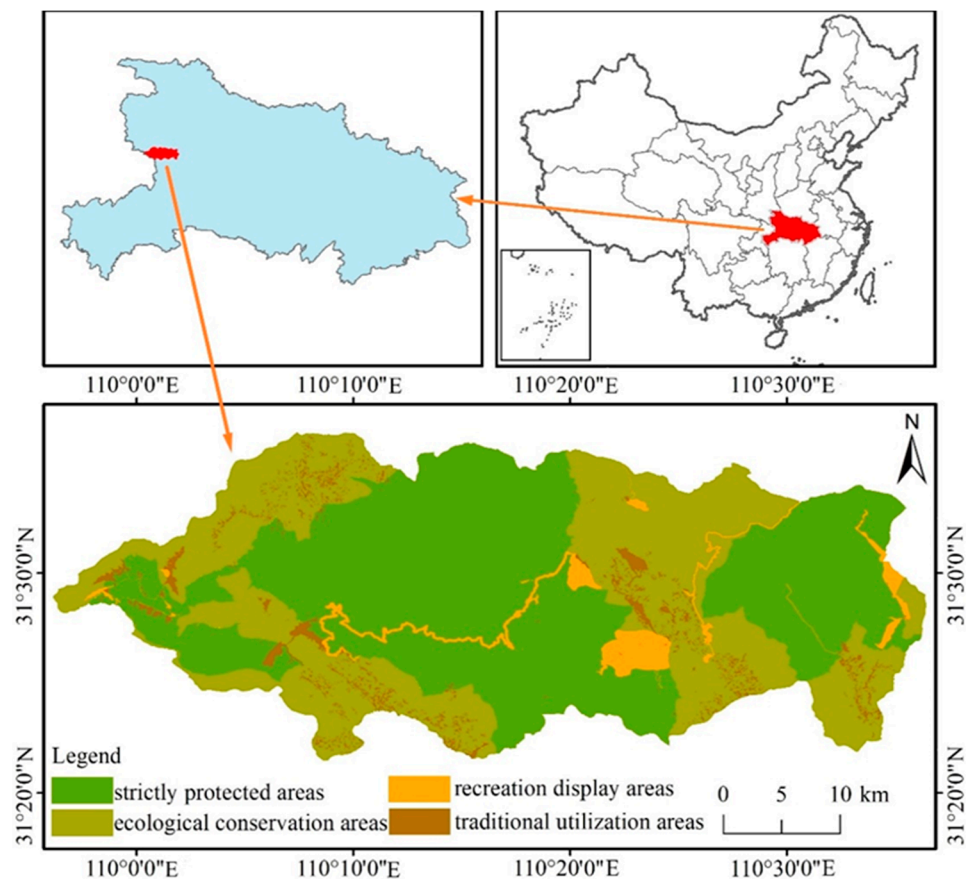 110°0'0"E 110°10'0"E 110°20'0"E 110°30'0"E
N
31°30'0"N
31°30'0"N
31°20'0"N
31°20'0"N
Legend
strictly protected areas
ecological conservation areas
recreation display areas
traditional utilization areas
0 5 10 km
110°0'0"E 110°10'0"E 110°20'0"E 110°30'0"E